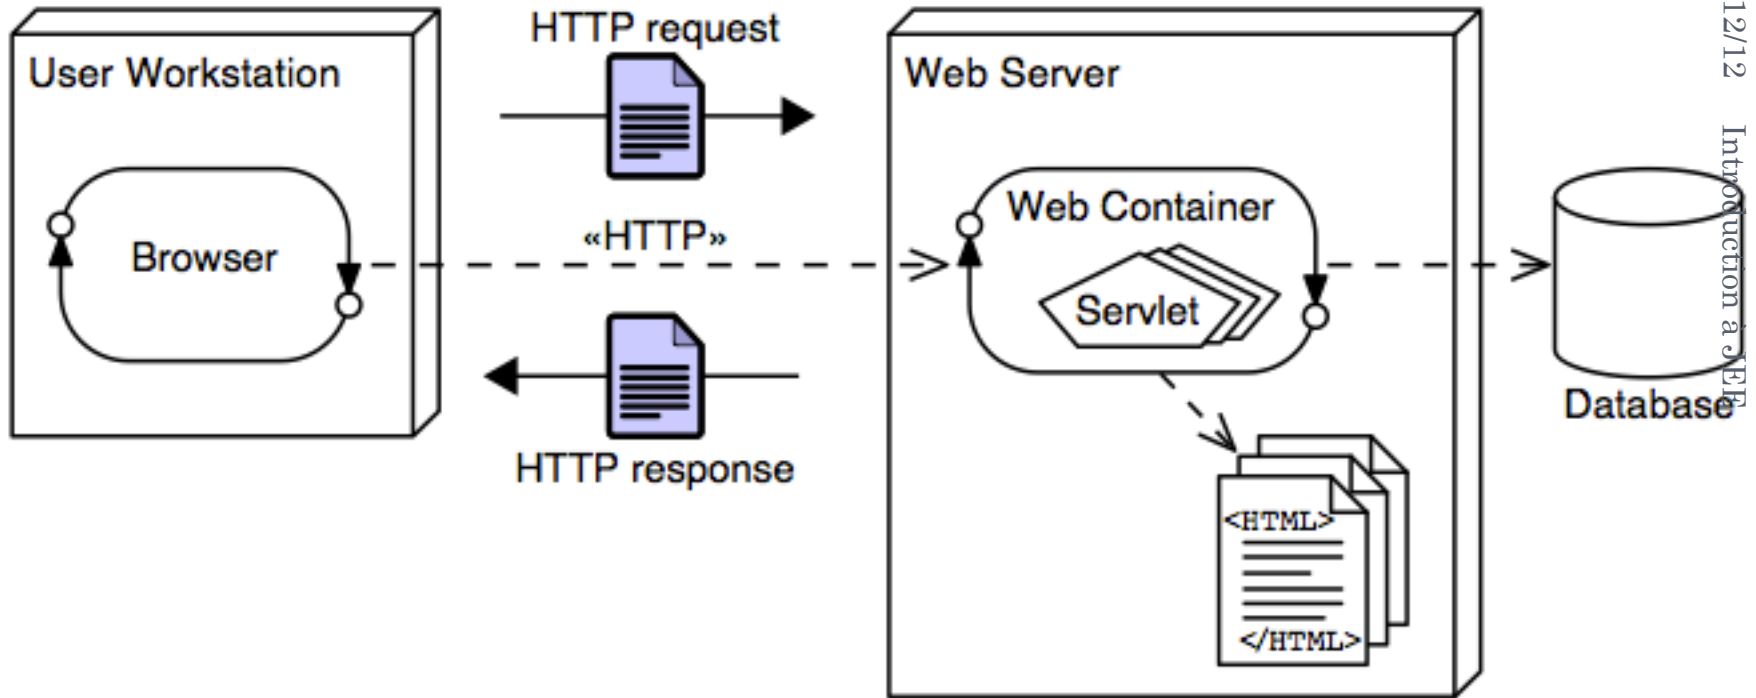 HTTP request
User Workstation
Web Server
Web Container
«HTTP»
Browser
Servlet
Database
HTTP response
<HTML>
</HTML>
12/12 Introduction à JEE